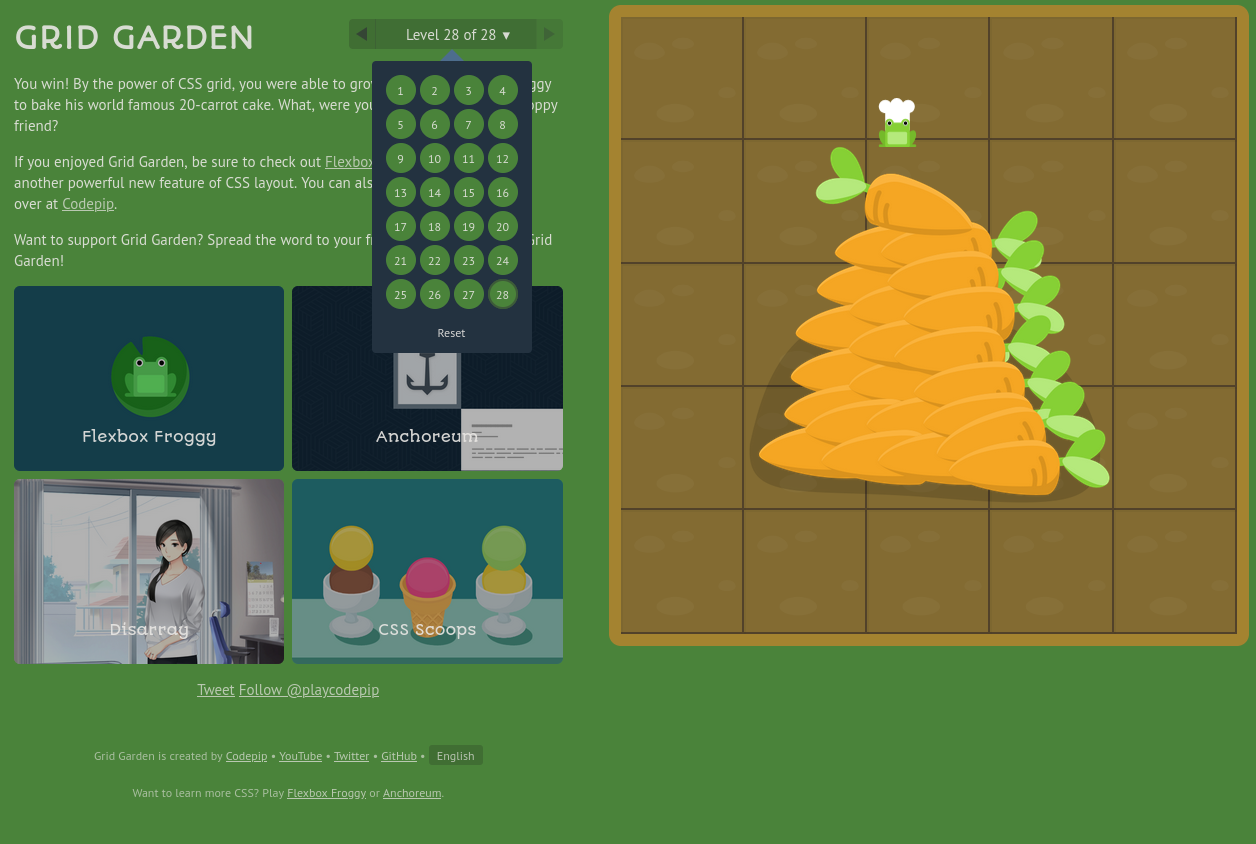 GRID GARDEN
Level 28 of 28 ▼
You win! By the power of CSS grid, you were able to
ggy
to bake his world famous 20-carrot cake. What, were
oppy
friend?
If you enjoyed Grid Garden, be sure to check out Flexbox
another powerful new feature of CSS layout. You can
over at Codepip.
Want to support Grid Garden? Spread the word to your
Grid
Garden!
1 2 3 4
5 6 7 8
9 10 11 12
13 14 15 16
17 18 19 20
21 22 23 24
25 26 27 28
Reset
Flexbox Froggy
Anchoreum
Disarray
CSS Scoops
Tweet Follow @playcodepip
Grid Garden is created by Codepip • YouTube • Twitter • GitHub • English
Want to learn more CSS? Play Flexbox Froggy or Anchoreum.